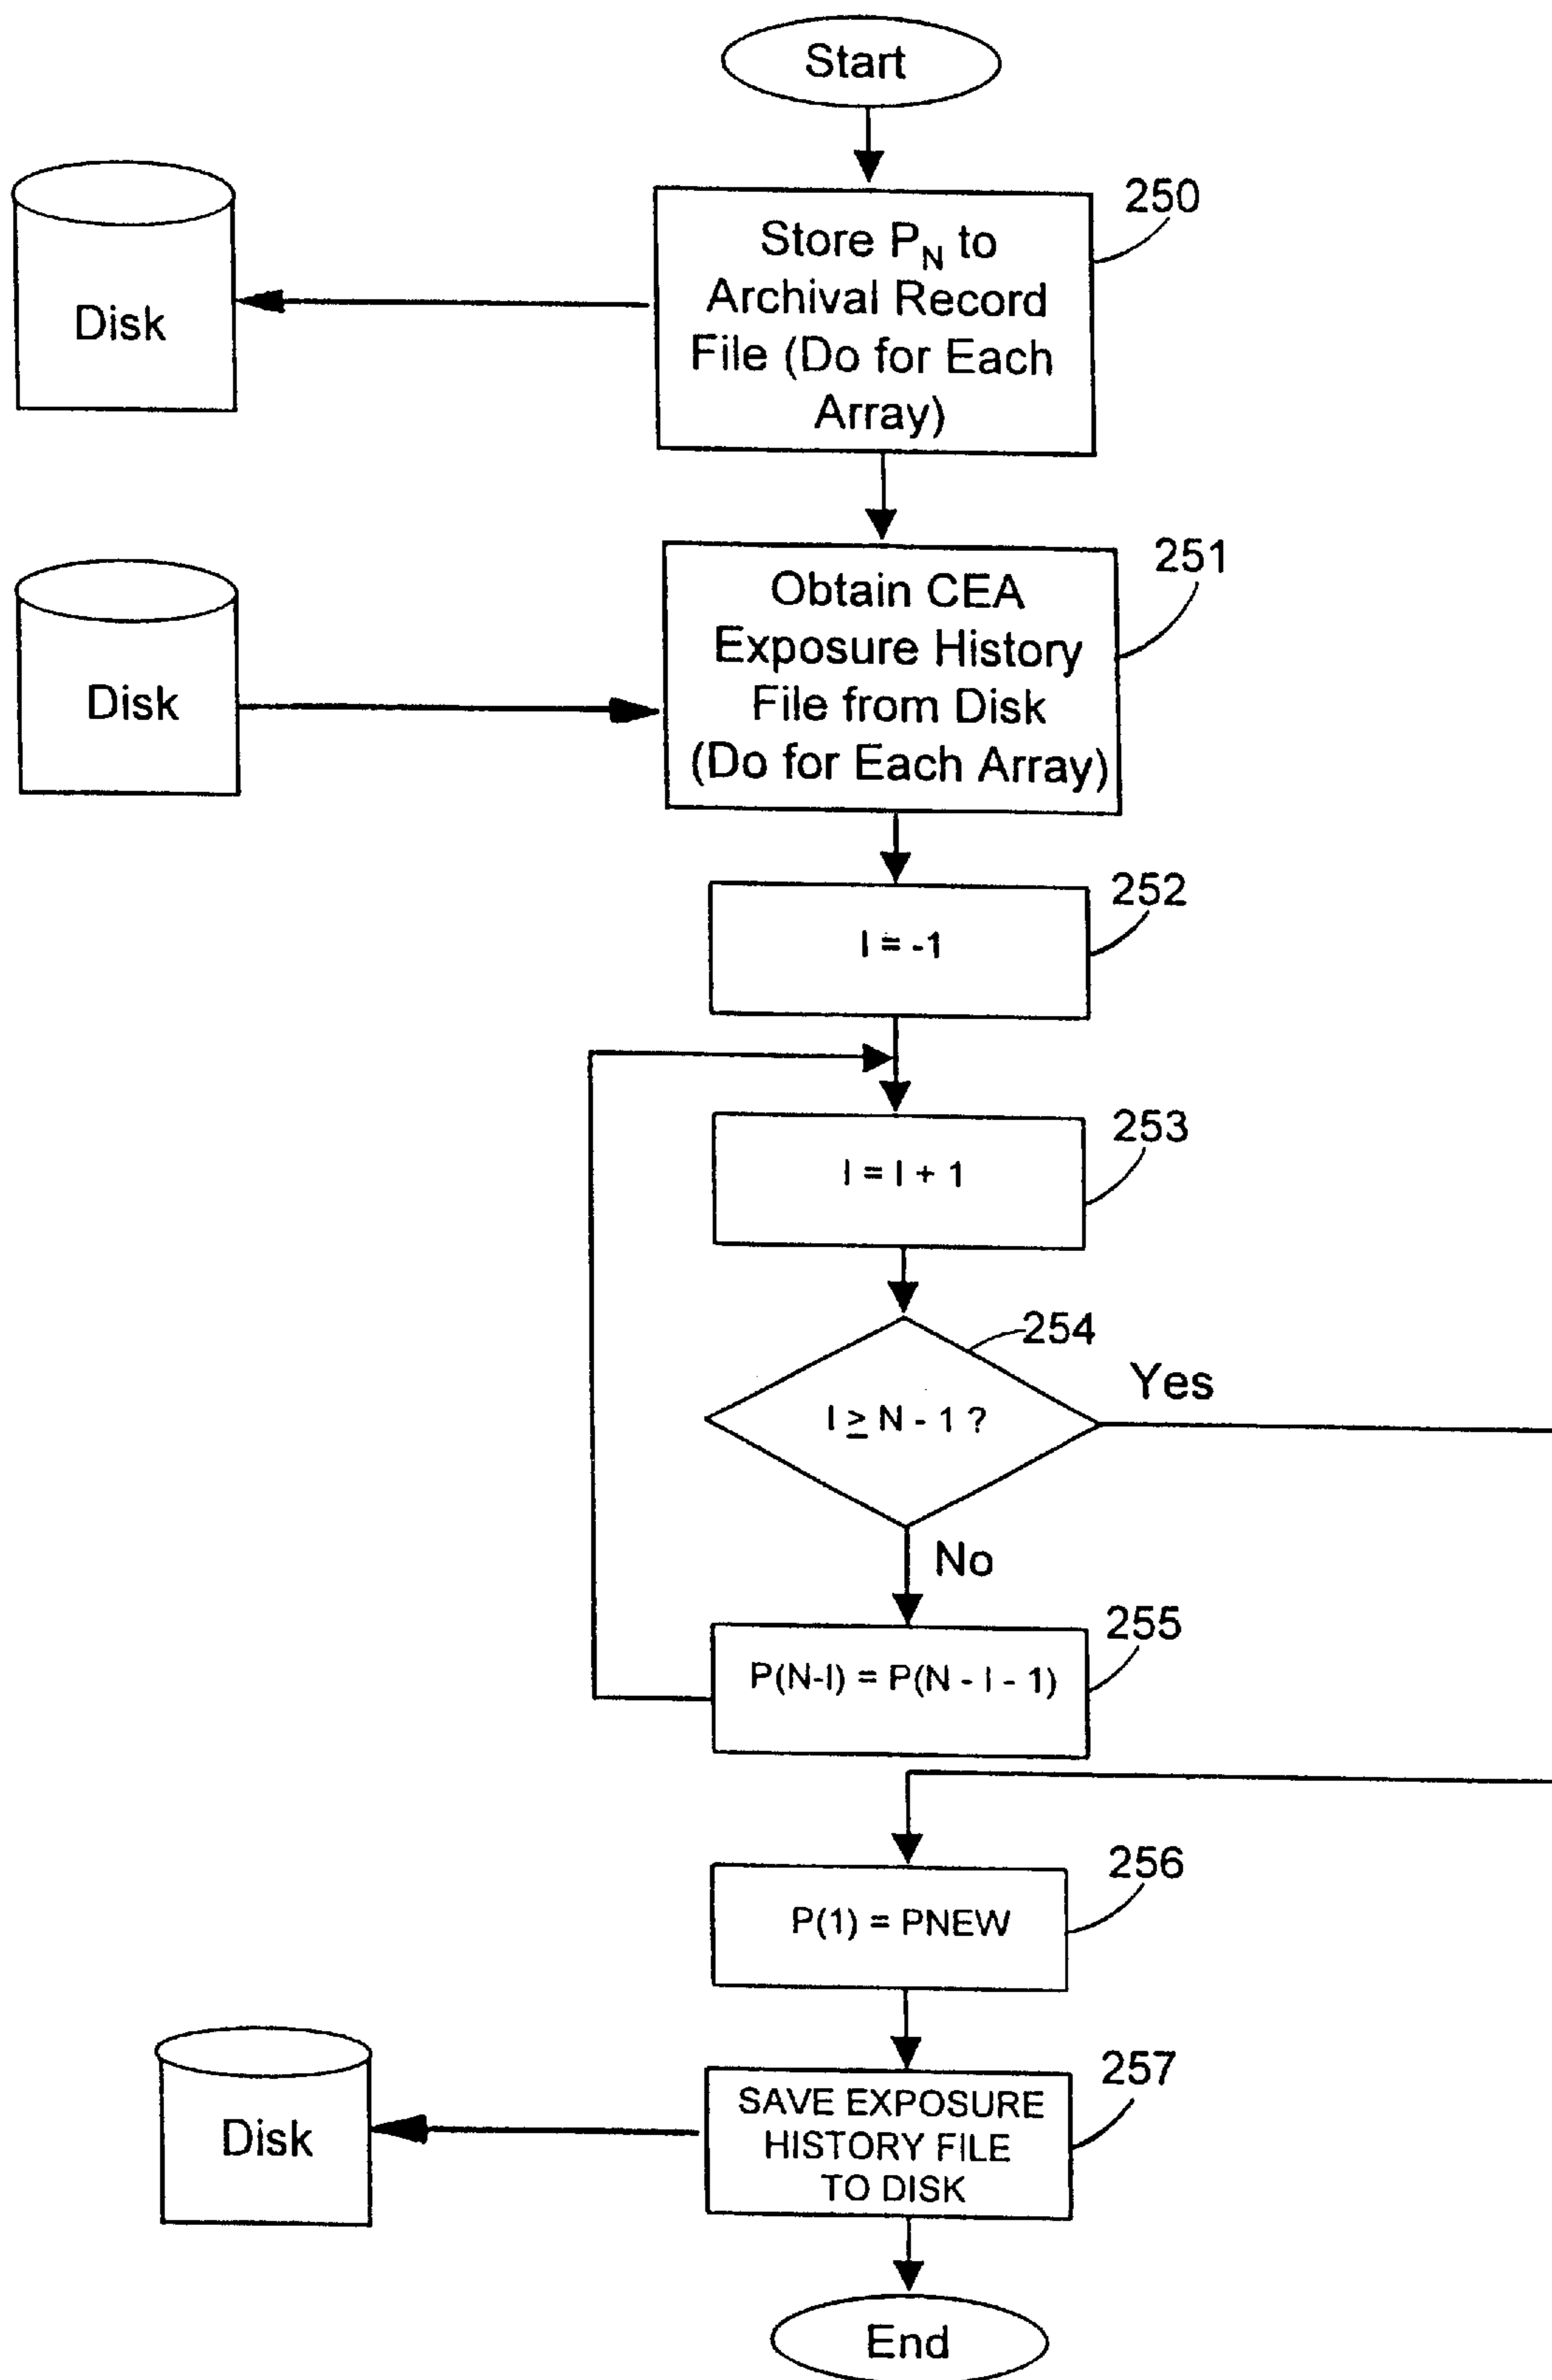 Start
250
Store PN to
Archival Record
File (Do for Each
Array)
Disk
251
Obtain CEA
Exposure History
File from Disk
(Do for Each Array)
Disk
252
I = -1
253
I = I + 1
254
I ≥ N - 1 ?
Yes
No
255
P(N-I) = P(N - I - 1)
256
P(1) = PNEW
257
SAVE EXPOSURE
HISTORY FILE
TO DISK
Disk
End